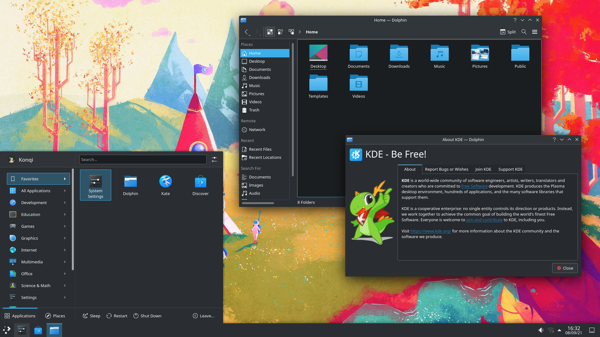 Home — Dolphin
Home
Split
Places
Home
Desktop
Documents
Downloads
Music
Pictures
Videos
Trash
Remote
Network
Recent
Recent Files
Recent Locations
Search For
Documents
Images
Audio
Desktop
Documents
Downloads
Music
Pictures
Public
Templates
Videos
6 Folders
About KDE — Dolphin
KDE - Be Free!
About
Report Bugs or Wishes
Join KDE
Support KDE
KDE is a world-wide community of software engineers, artists, writers, translators and
creators who are committed to Free Software development. KDE produces the Plasma
desktop environment, hundreds of applications, and the many software libraries that
support them.
KDE is a cooperative enterprise: no single entity controls its direction or products. Instead,
we work together to achieve the common goal of building the world's finest Free
Software. Everyone is welcome to join and contribute to KDE, including you.
Visit https://www.kde.org/ for more information about the KDE community and the
software we produce.
Close
Konqi
Search...
Favorites
All Applications
Development
Education
Games
Graphics
Internet
Multimedia
Office
Science & Math
Settings
System
Settings
Dolphin
Kate
Discover
Applications
Places
Sleep
Restart
Shut Down
Leave...
16:32